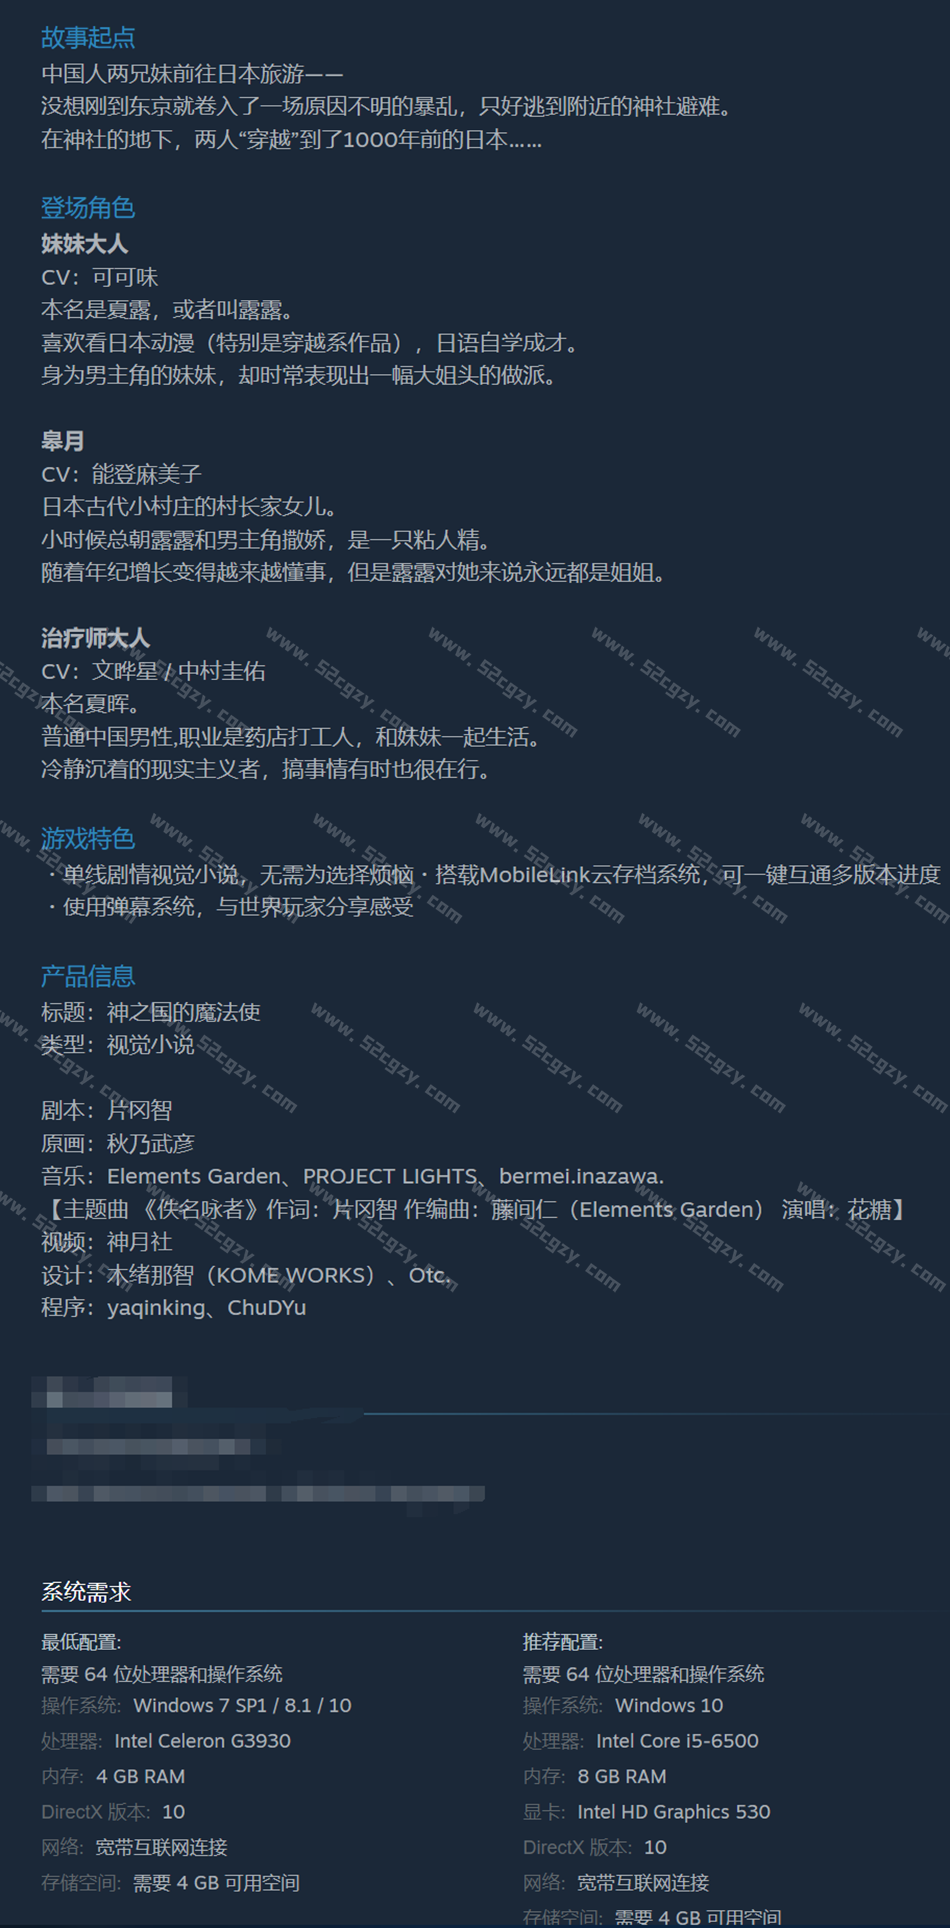 故事起点
中国人两兄妹前往日本旅游——
没想刚到东京就卷入了一场原因不明的暴乱，只好逃到附近的神社避难。
在神社的地下，两人“穿越”到了1000年前的日本……
登场角色
妹妹大人
CV：可可味
本名是夏露，或者叫露露。
喜欢看日本动漫（特别是穿越系作品），日语自学成才。
身为男主角的妹妹，却时常表现出一幅大姐头的做派。
皋月
CV：能登麻美子
日本古代小村庄的村长家女儿。
小时候总朝露露和男主角撒娇，是一只粘人精。
随着年纪增长变得越来越懂事，但是露露对她来说永远都是姐姐。
治疗师大人
CV：文晔星 / 中村圭佑
本名夏晖。
普通中国男性,职业是药店打工人，和妹妹一起生活。
冷静沉着的现实主义者，搞事情有时也很在行。
游戏特色
・单线剧情视觉小说，无需为选择烦恼・搭载MobileLink云存档系统，可一键互通多版本进度
・使用弹幕系统，与世界玩家分享感受
产品信息
标题：神之国的魔法使
类型：视觉小说
剧本：片冈智
原画：秋乃武彦
音乐：Elements Garden、PROJECT LIGHTS、bermei.inazawa.
【主题曲 《佚名咏者》作词：片冈智 作编曲：藤间仁（Elements Garden） 演唱：花糖】
视频：神月社
设计：木绪那智（KOME WORKS）、Otc.
程序：yaqinking、ChuDYu
系统需求
最低配置:
需要 64 位处理器和操作系统
操作系统: Windows 7 SP1 / 8.1 / 10
处理器: Intel Celeron G3930
内存: 4 GB RAM
DirectX 版本: 10
网络: 宽带互联网连接
存储空间: 需要 4 GB 可用空间
推荐配置:
需要 64 位处理器和操作系统
操作系统: Windows 10
处理器: Intel Core i5-6500
内存: 8 GB RAM
显卡: Intel HD Graphics 530
DirectX 版本: 10
网络: 宽带互联网连接
存储空间: 需要 4 GB 可用空间
www.52cgzy.com